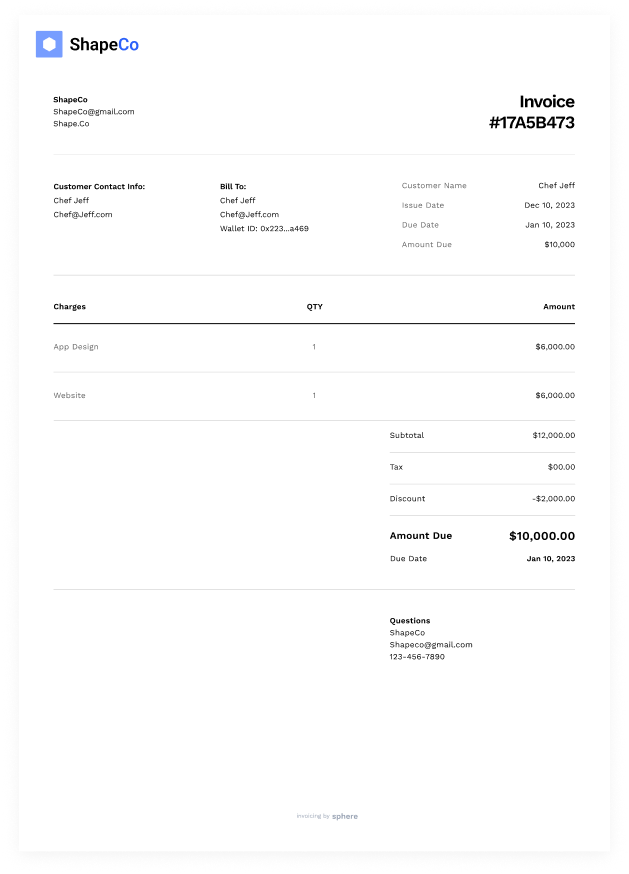 ShapeCo
ShapeCo
ShapeCo@gmail.com
Shape.Co
Invoice
#17A5B473
Customer Contact Info:
Chef Jeff
Chef@Jeff.com
Bill To:
Chef Jeff
Chef@Jeff.com
Wallet ID: 0x223...a469
Customer Name Chef Jeff
Issue Date Dec 10, 2023
Due Date Jan 10, 2023
Amount Due $10,000
Charges QTY Amount
App Design 1 $6,000.00
Website 1 $6,000.00
Subtotal $12,000.00
Tax $00.00
Discount -$2,000.00
Amount Due $10,000.00
Due Date Jan 10, 2023
Questions
ShapeCo
Shapeco@gmail.com
123-456-7890
invoicing by sphere